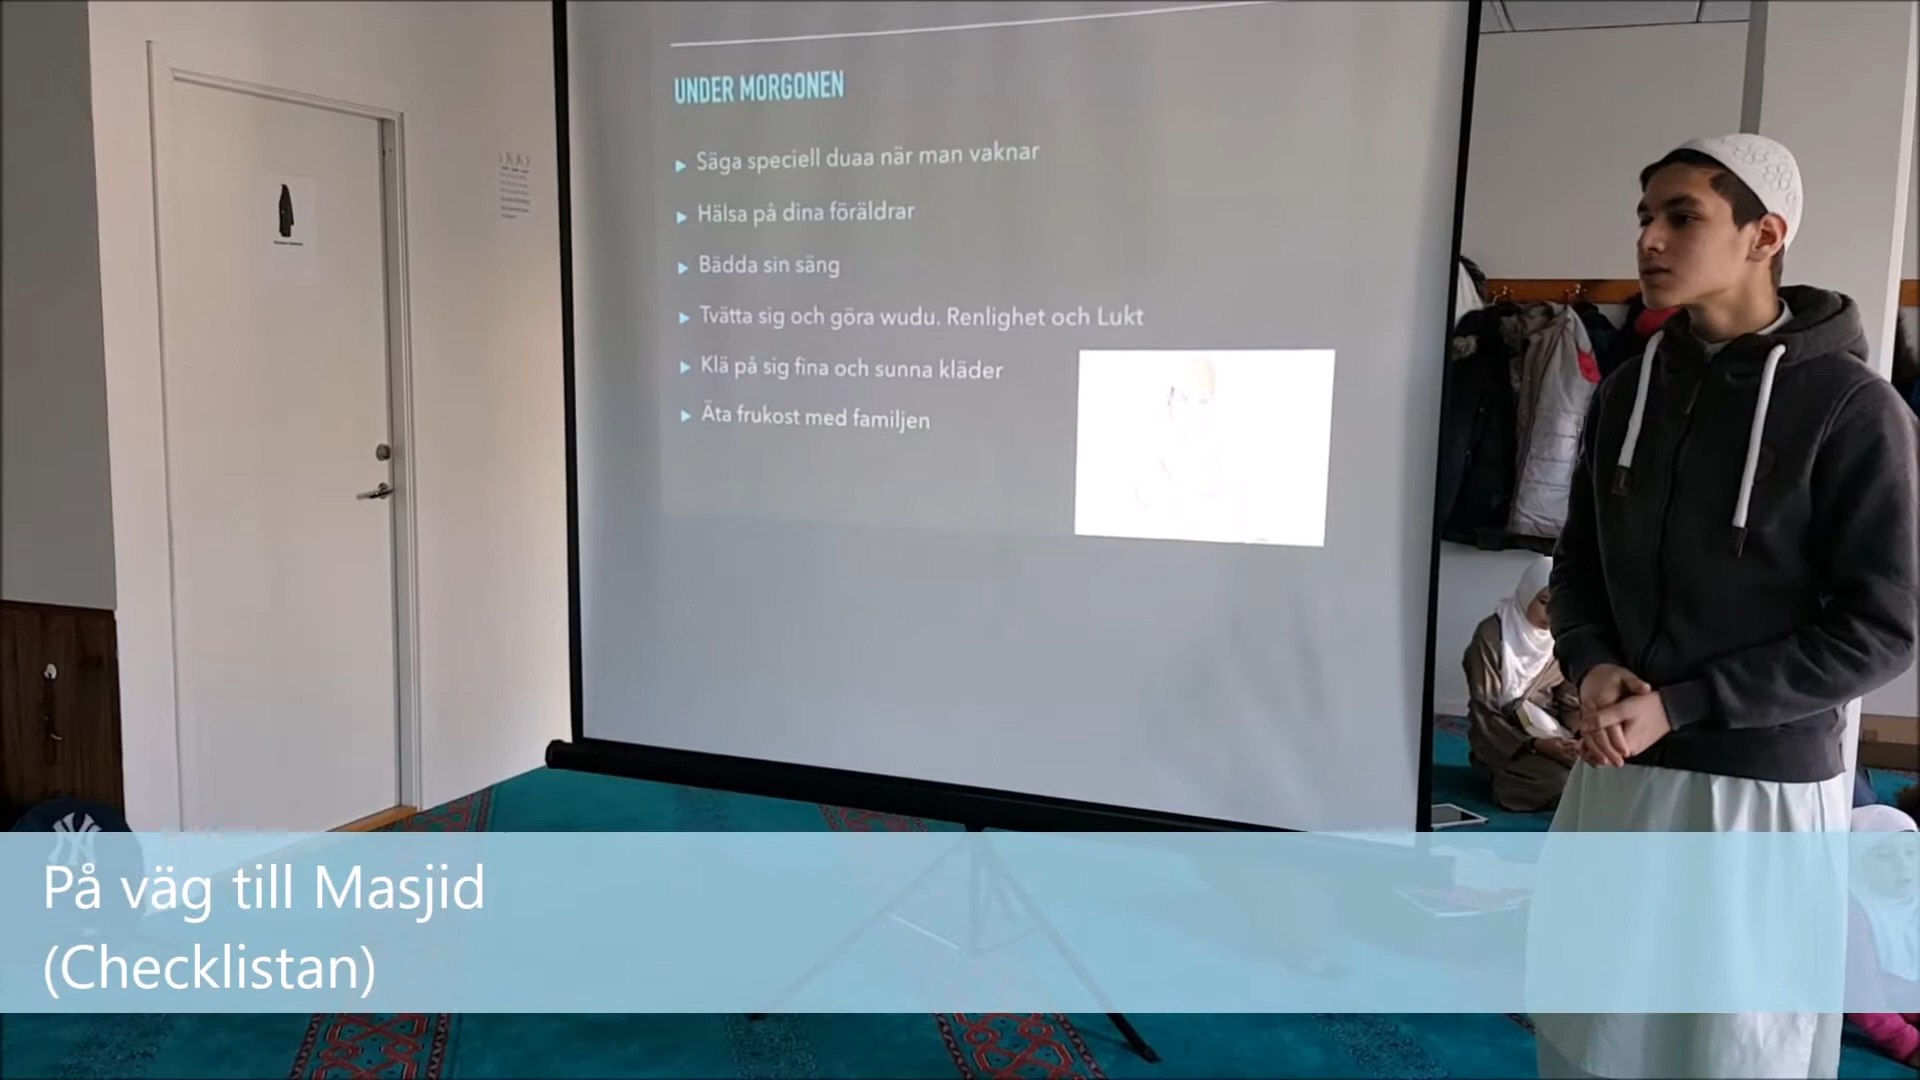 UNDER MORGONEN
Säga speciell duaa när man vaknar
Hälsa på dina föräldrar
Bädda sin säng
Tvätta sig och göra wudu. Renlighet och Lukt
Klä på sig fina och sunna kläder
Äta frukost med familjen
NY
På väg till Masjid
(Checklistan)